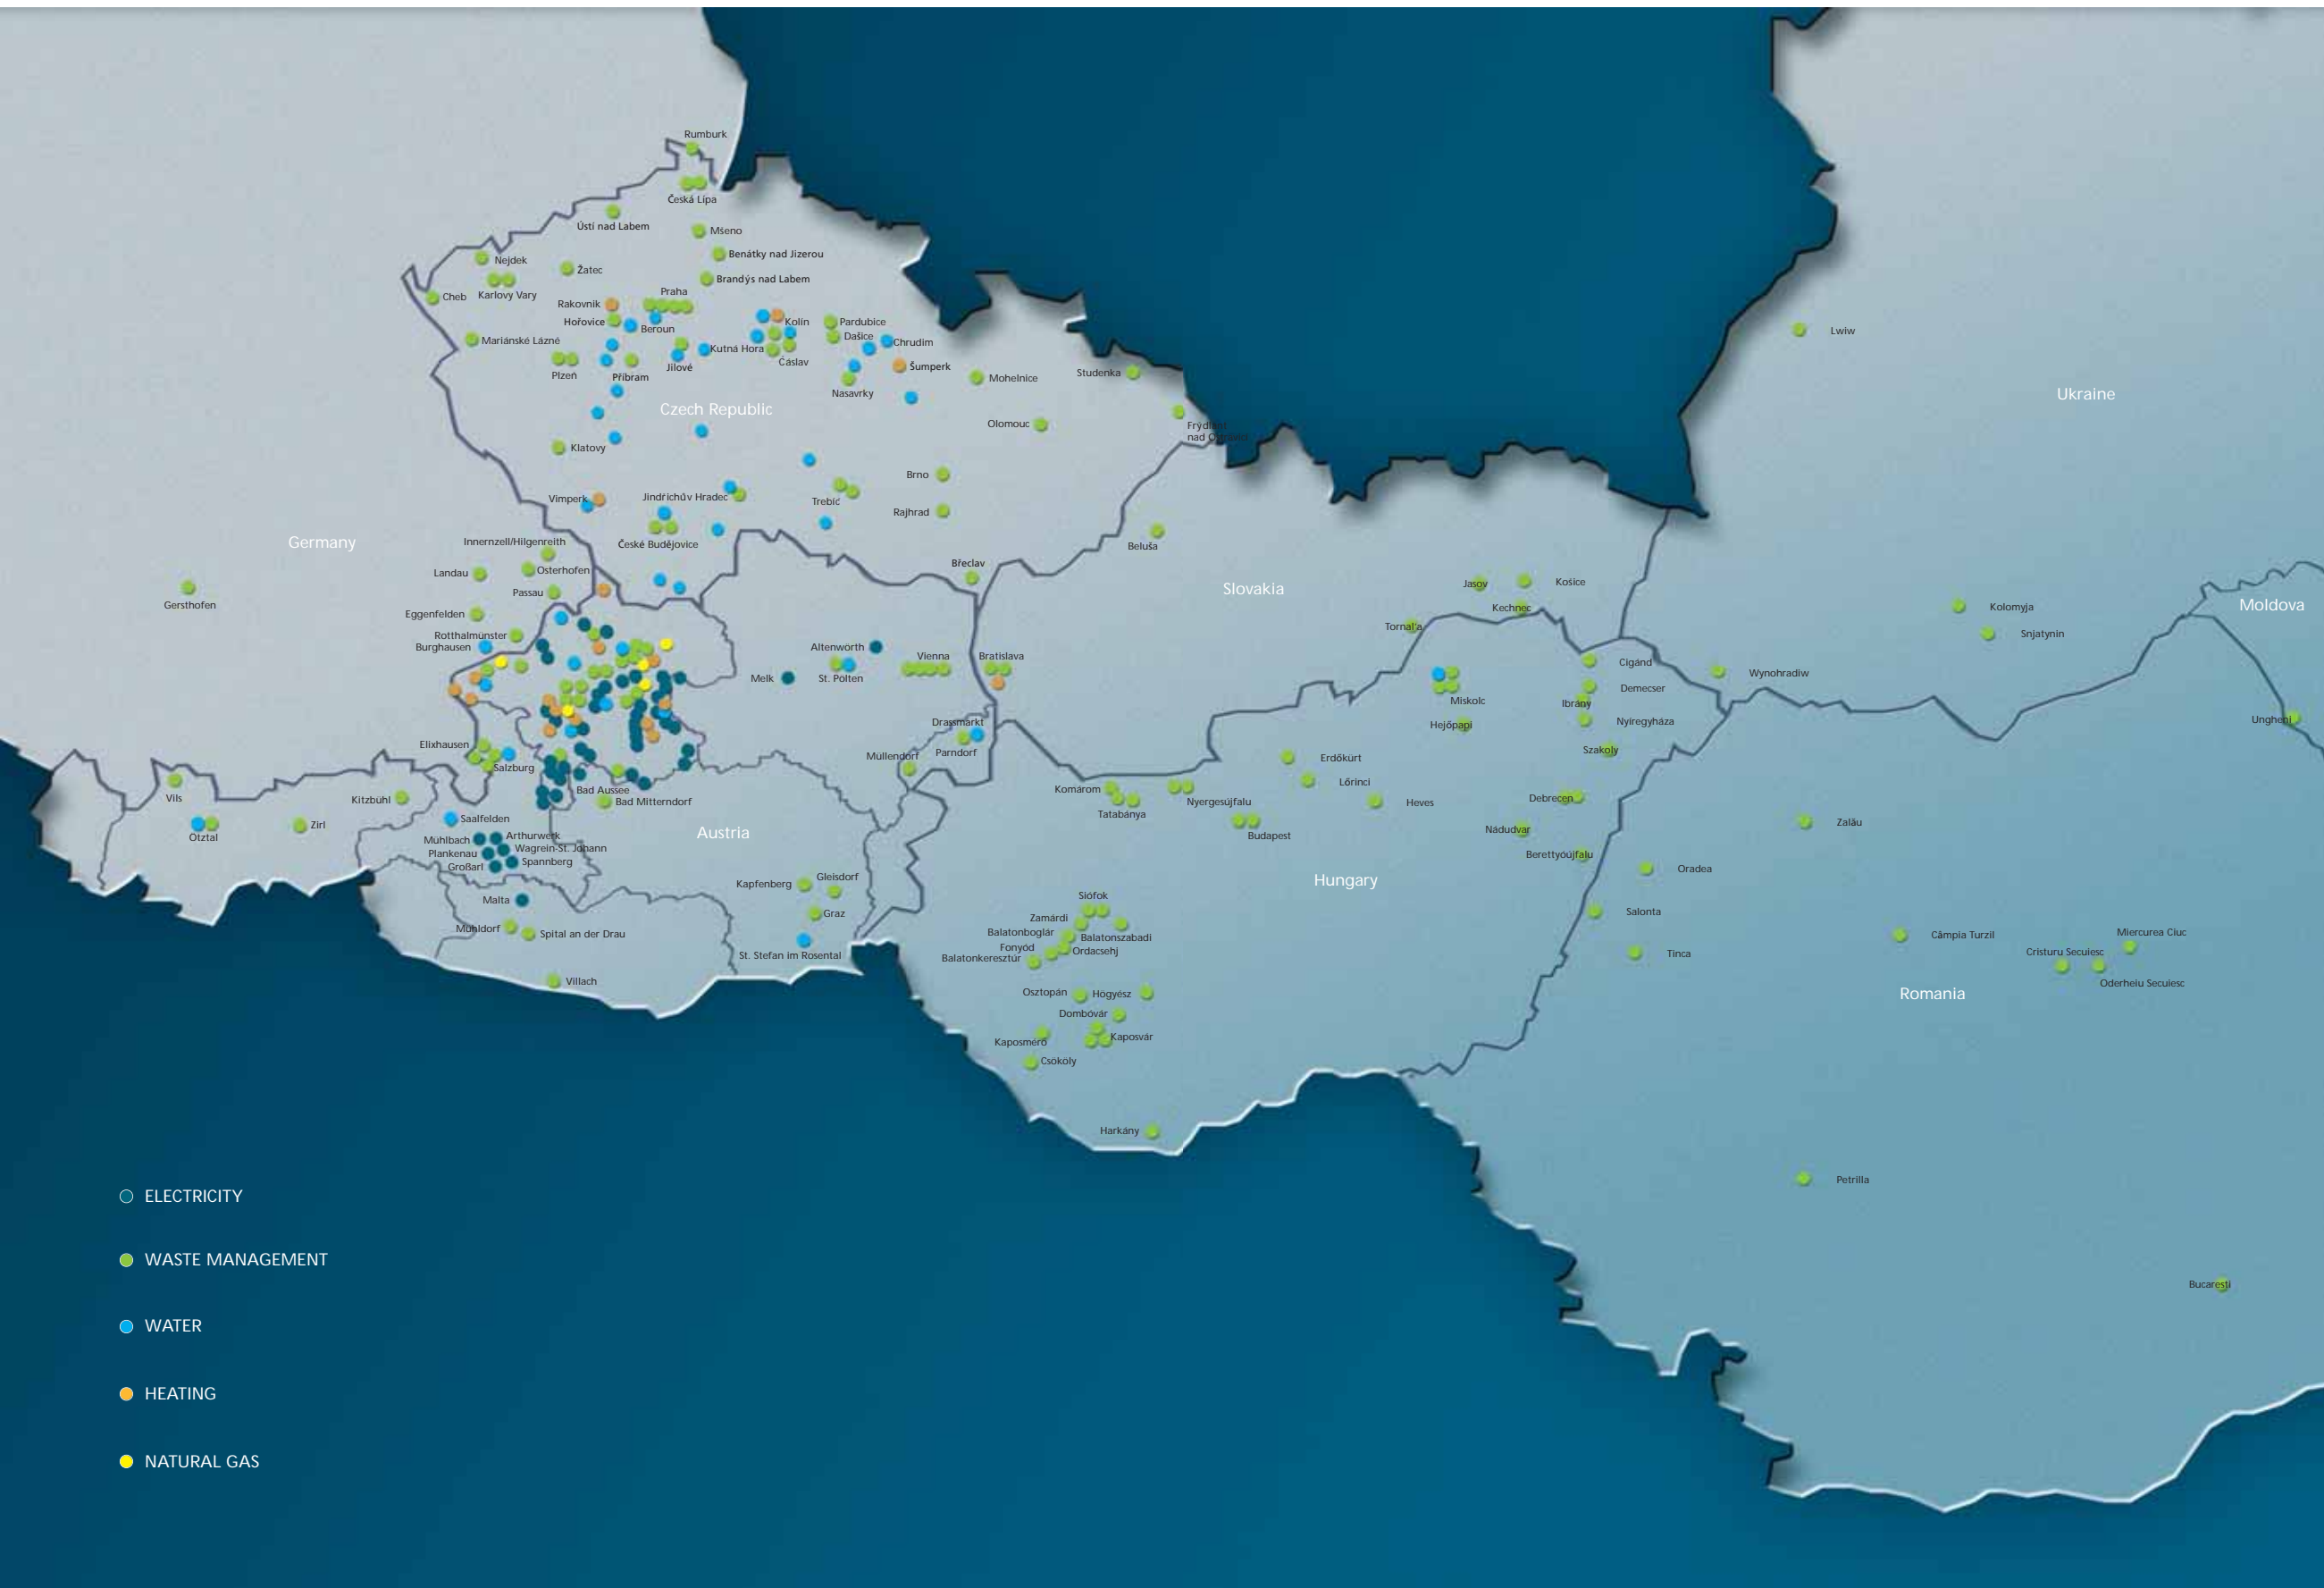 Rumburk
Česká Lípa
Ústí nad Labem
Mšeno
Benátky nad Jizerou
Nejdek
Žatec
Brandýs nad Labem
Cheb
Karlovy Vary
Praha
Rakovník
Hořovice
Beroun
Kolín
Pardubice
Dašice
Chrudim
Mariánské Lázně
Kutná Hora
Čáslav
Jílové
Plzeň
Příbram
Šumperk
Nasavrky
Mohelnice
Studenka
Czech Republic
Olomouc
Frýdlant
nad O
Klatovy
Brno
Vimperk
Jindřichův Hradec
Trebíc
Rajhrad
České Budějovice
Germany
Innernzell/Hilgenreith
Landau
Osterhofen
Passau
Gersthofen
Eggenfelden
Rotthalmünster
Burghausen
Břeclav
Beluša
Slovakia
Jasov
Košice
Kechnec
Tornaľa
Lwiw
Ukraine
Kolomyja
Snjatynin
Moldova
Wynohradiw
Ungheni
Altenwörth
Melk
St. Pölten
Vienna
Bratislava
Drassmarkt
Parndorf
Müllendorf
Elixhausen
Salzburg
Bad Aussee
Bad Mitterndorf
Vils
Kitzbühl
Ötztal
Zirl
Saalfelden
Mühlbach
Arthurwerk
Plankenau
Wagrein-St. Johann
Großarl
Spannberg
Austria
Kapfenberg
Gleisdorf
Graz
St. Stefan im Rosental
Malta
Mühldorf
Spital an der Drau
Villach
Cigánd
Demecser
Ibrány
Nyíregyháza
Miskolc
Hejőpapi
Szakoly
Erdőkürt
Lőrinci
Heves
Komárom
Tatabánya
Nyergesújfalu
Budapest
Debrecen
Nádudvar
Berettyóújfalu
Hungary
Siófok
Zamárdi
Balatonboglár
Balatonszabadi
Fonyód
Ordacsehj
Balatonkeresztúr
Osztopán
Högyész
Dombóvár
Kaposmérő
Kaposvár
Csököly
Harkány
Zalău
Oradea
Salonta
Tinca
Câmpia Turzil
Miercurea Ciuc
Cristuru Secuiesc
Oderheiu Secuiesc
Romania
Petrilla
Bucaresti
ELECTRICITY
WASTE MANAGEMENT
WATER
HEATING
NATURAL GAS